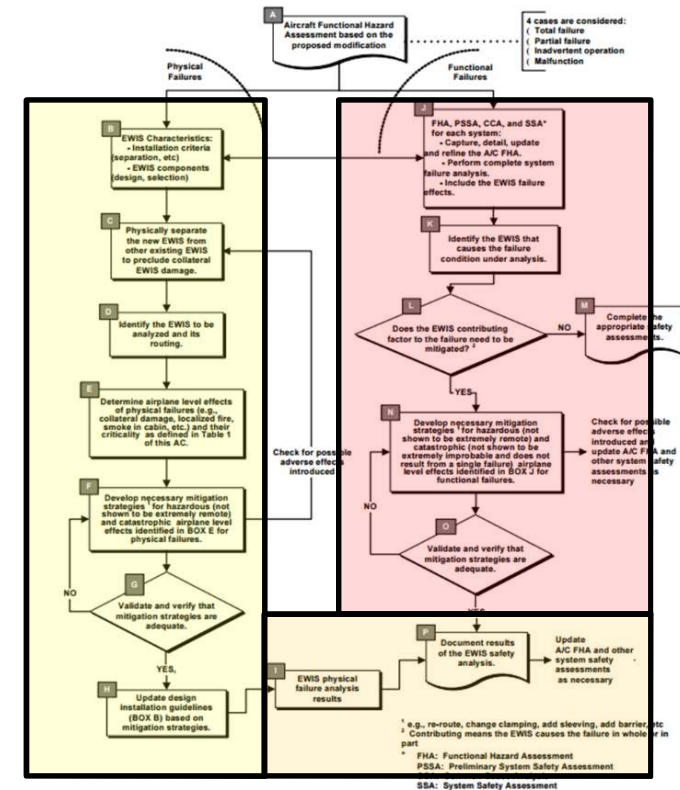 A
Aircraft Functional Hazard
Assessment based on the
proposed modification
4 cases are considered:
( Total failure
( Partial failure
( Inadvertent operation
( Malfunction
Physical
Failures
Functional
Failures
B
EWIS Characteristics:
- Installation criteria
(separation, etc)
- EWIS components
(design, selection)
C
Physically separate
the new EWIS from
other existing EWIS
to preclude collateral
EWIS damage.
D
Identify the EWIS to be
analyzed and its
routing.
E
Determine airplane level effects
of physical failures (e.g.,
collateral damage, localized fire,
smoke in cabin, etc.) and their
criticality as defined in Table 1
of this AC.
F
Develop necessary mitigation
strategies 1 for hazardous (not
shown to be extremely remote)
and catastrophic airplane level
effects identified in BOX E for
physical failures.
Check for possible
adverse effects
introduced
NO
G
Validate and verify that
mitigation strategies are
adequate.
YES,
H
Update design
installation guidelines
(BOX B) based on
mitigation strategies.
I
EWIS physical
failure analysis
results
J
FHA, PSSA, CCA, and SSA*
for each system:
- Capture, detail, update
and refine the A/C FHA.
- Perform complete system
failure analysis.
- Include the EWIS failure
effects.
K
Identify the EWIS that
causes the failure
condition under analysis.
L
Does the EWIS contributing
factor to the failure need to be
mitigated? 2
NO
M
Complete the
appropriate safety
assessments.
YES
N
Develop necessary mitigation
strategies 1 for hazardous (not
shown to be extremely remote) and
catastrophic (not shown to be
extremely improbable and does not
result from a single failure) airplane
level effects identified in BOX J for
functional failures.
Check for possible
adverse effects
introduced and
update A/C FHA and
other system safety
assessments as
necessary
NO
O
Validate and verify that
mitigation strategies are
adequate.
YES
P
Document results
of the EWIS safety
analysis.
Update
A/C FHA and other
system safety
assessments
as necessary
1 e.g., re-route, change clamping, add sleeving, add barrier, etc
2 Contributing means the EWIS causes the failure in whole or in
part
* FHA: Functional Hazard Assessment
PSSA: Preliminary System Safety Assessment
SSA: System Safety Assessment